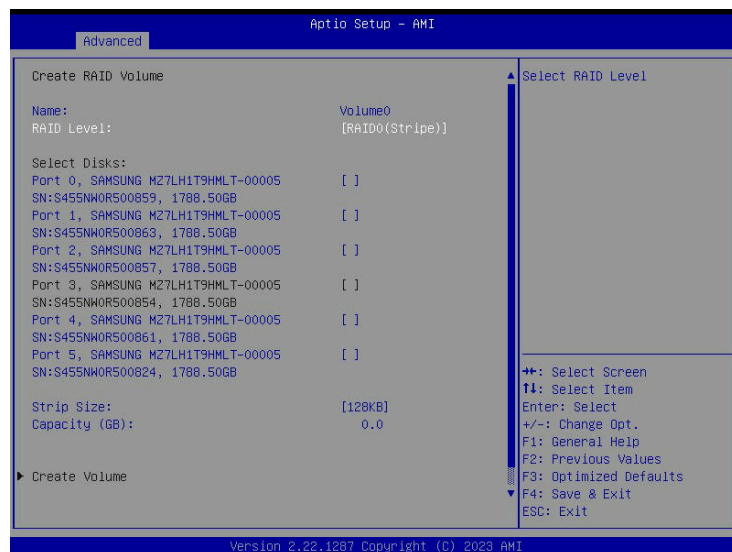 Aptio Setup – AMI
Advanced
Create RAID Volume
Name: Volume0
RAID Level: [RAID0(Stripe)]
Select Disks:
Port 0, SAMSUNG MZ7LH1T9HMLT-00005 [ ]
SN:S455NW0R500859, 1788.50GB
Port 1, SAMSUNG MZ7LH1T9HMLT-00005 [ ]
SN:S455NW0R500863, 1788.50GB
Port 2, SAMSUNG MZ7LH1T9HMLT-00005 [ ]
SN:S455NW0R500857, 1788.50GB
Port 3, SAMSUNG MZ7LH1T9HMLT-00005 [ ]
SN:S455NW0R500854, 1788.50GB
Port 4, SAMSUNG MZ7LH1T9HMLT-00005 [ ]
SN:S455NW0R500861, 1788.50GB
Port 5, SAMSUNG MZ7LH1T9HMLT-00005 [ ]
SN:S455NW0R500824, 1788.50GB
Strip Size: [128KB]
Capacity (GB): 0.0
Create Volume
Select RAID Level
→←: Select Screen
↑↓: Select Item
Enter: Select
+/-: Change Opt.
F1: General Help
F2: Previous Values
F3: Optimized Defaults
F4: Save & Exit
ESC: Exit
Version 2.22.1287 Copyright (C) 2023 AMI